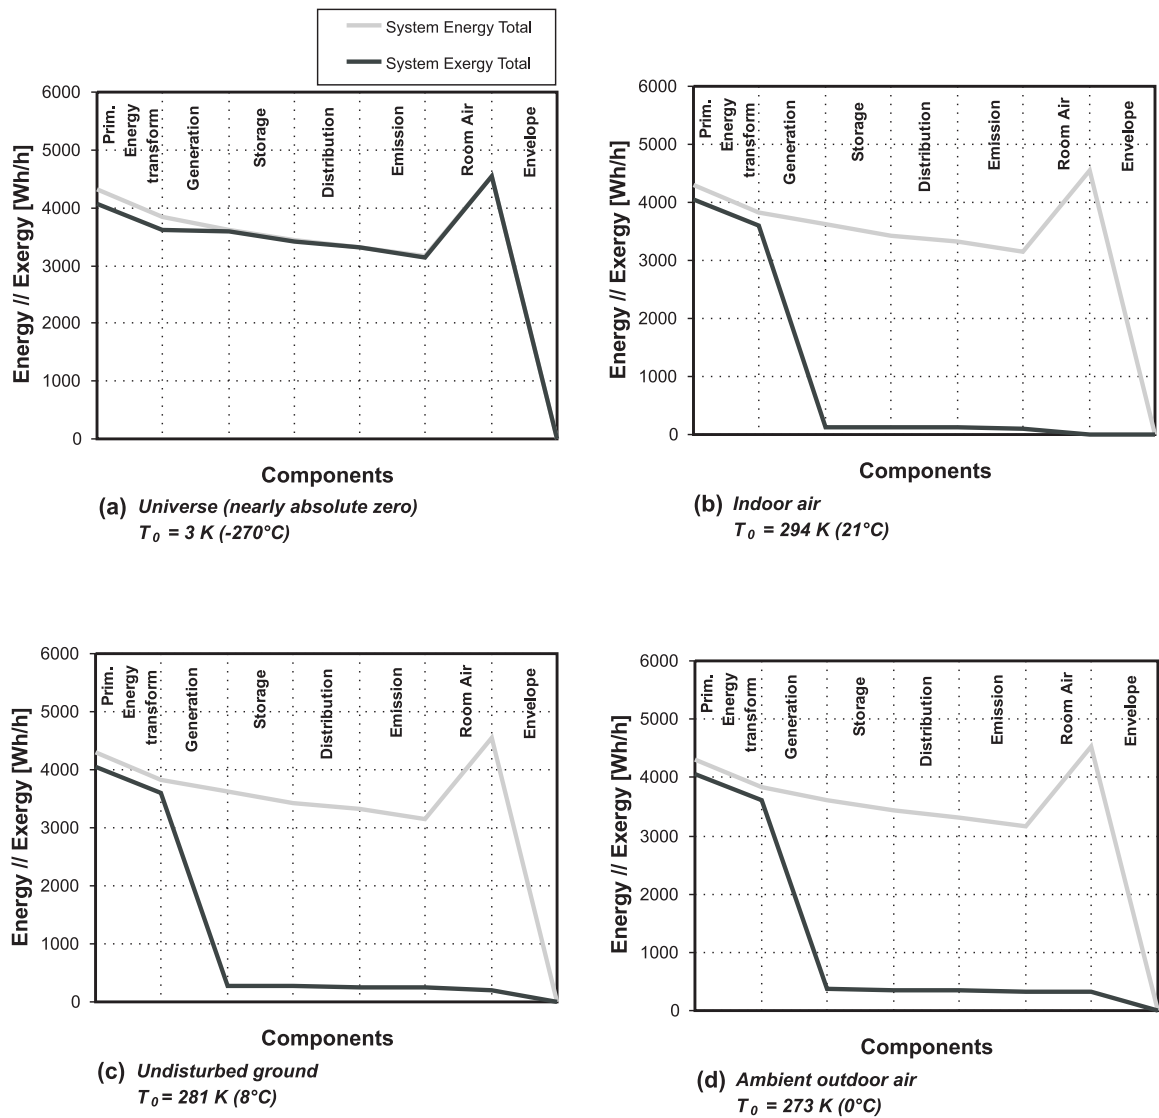 System Energy Total
System Exergy Total
6000
5000
4000
3000
2000
1000
0
Energy // Exergy [Wh/h]
Prim.
Energy
transform
Generation
Storage
Distribution
Emission
Room Air
Envelope
Components
(a) Universe (nearly absolute zero)
T0 = 3 K (-270°C)
6000
5000
4000
3000
2000
1000
0
Energy // Exergy [Wh/h]
Prim.
Energy
transform
Generation
Storage
Distribution
Emission
Room Air
Envelope
Components
(b) Indoor air
T0 = 294 K (21°C)
6000
5000
4000
3000
2000
1000
0
Energy // Exergy [Wh/h]
Prim.
Energy
transform
Generation
Storage
Distribution
Emission
Room Air
Envelope
Components
(c) Undisturbed ground
T0 = 281 K (8°C)
6000
5000
4000
3000
2000
1000
0
Energy // Exergy [Wh/h]
Prim.
Energy
transform
Generation
Storage
Distribution
Emission
Room Air
Envelope
Components
(d) Ambient outdoor air
T0 = 273 K (0°C)